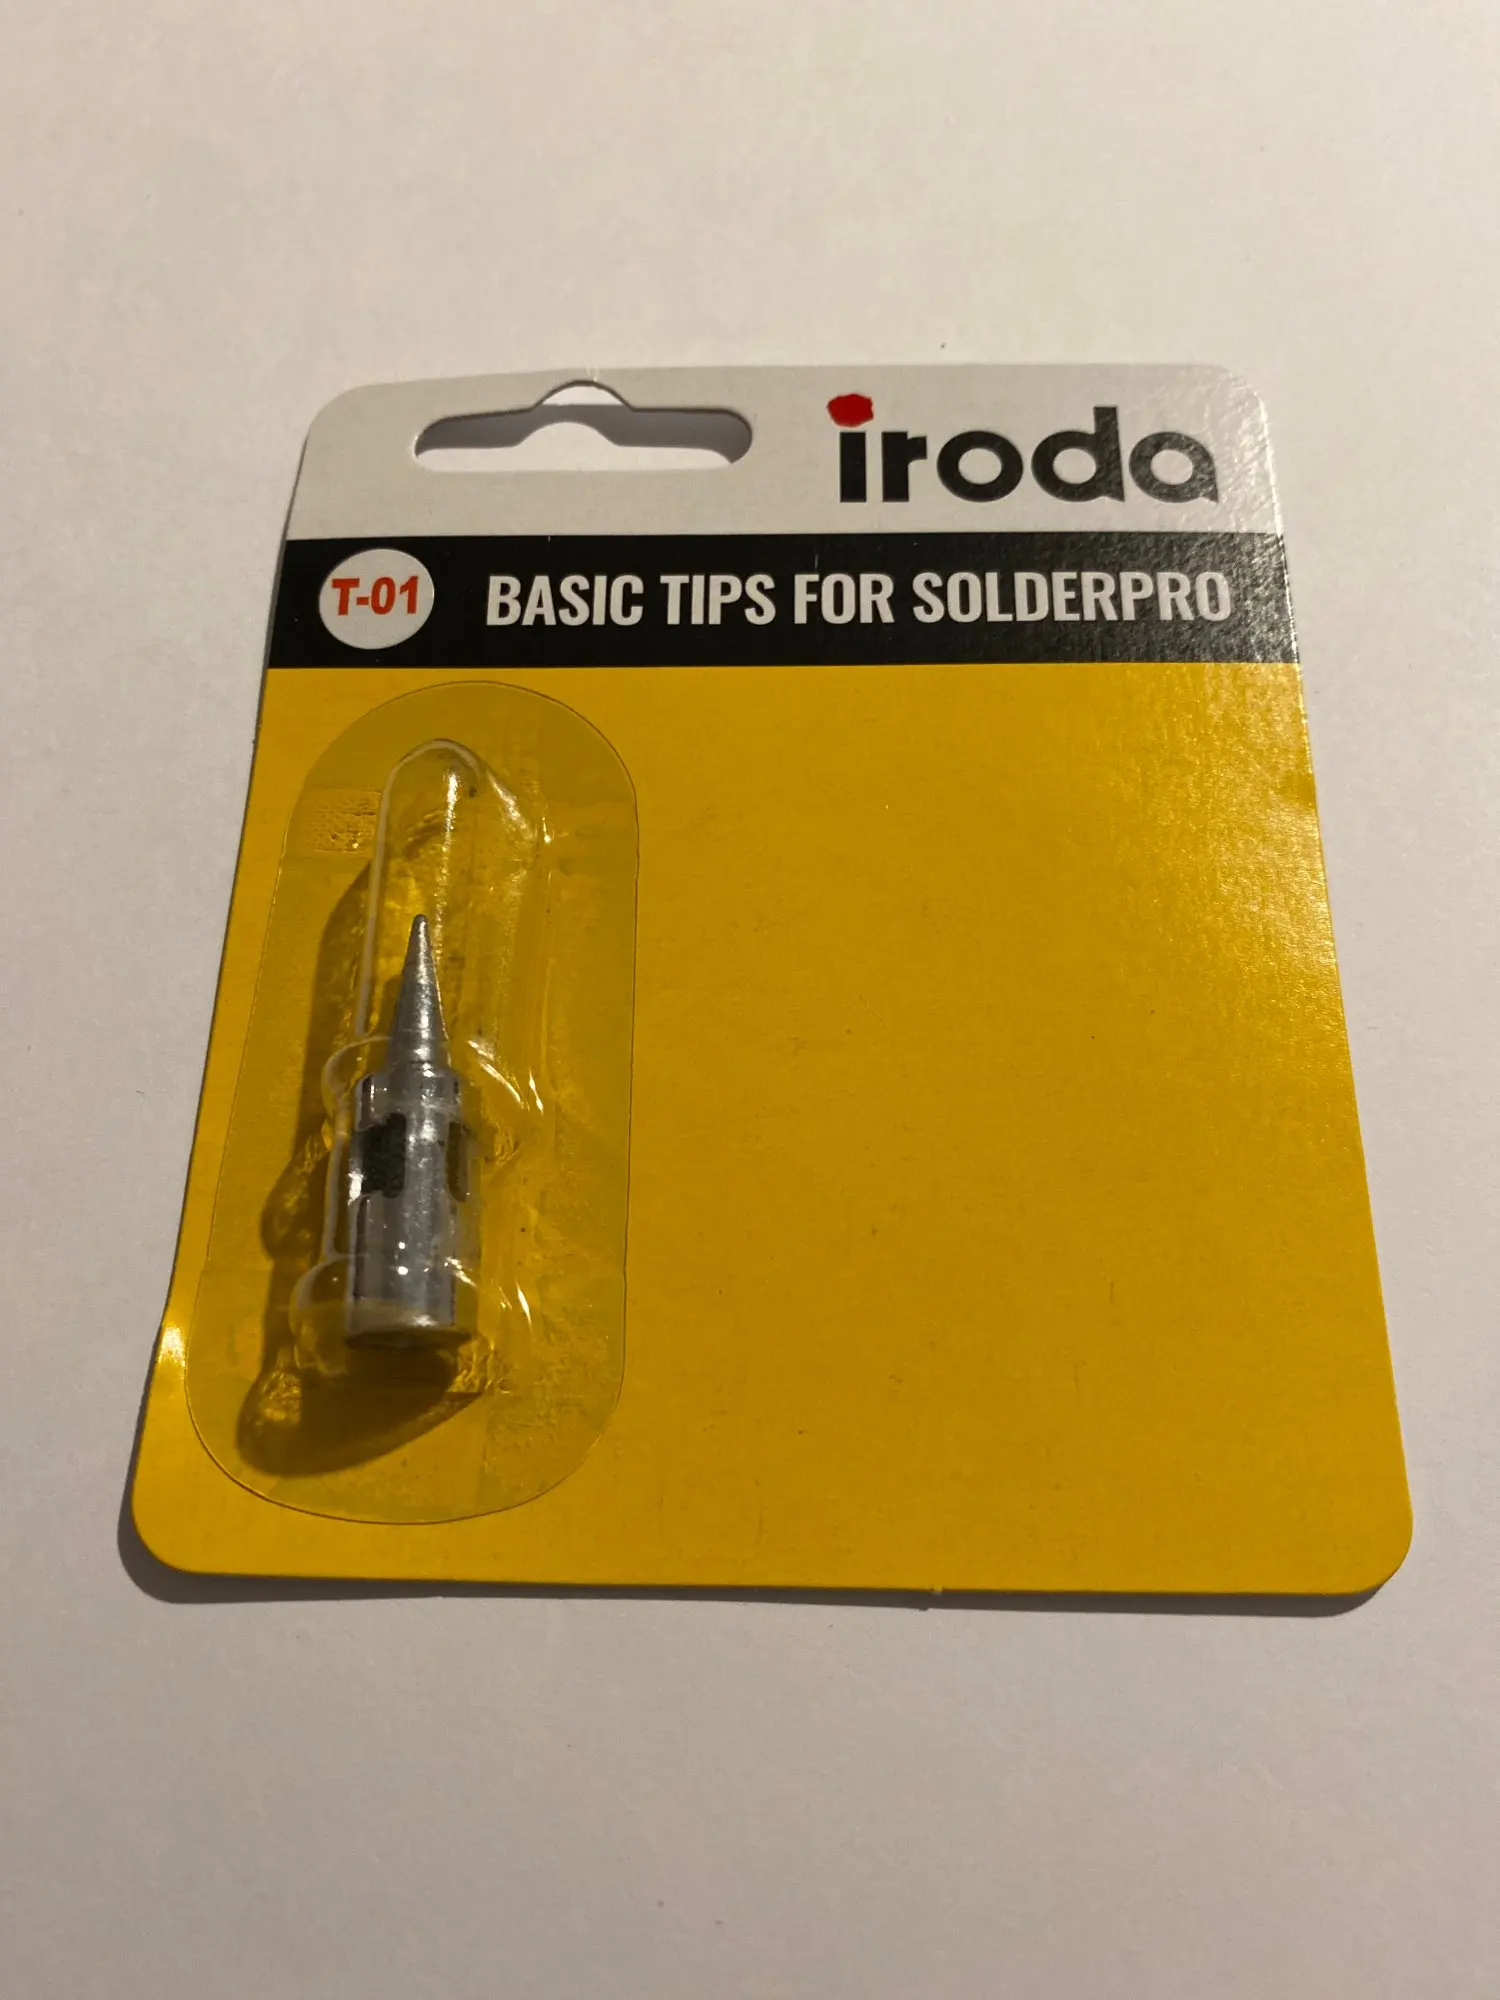 iroda
T-01 BASIC TIPS FOR SOLDERPRO